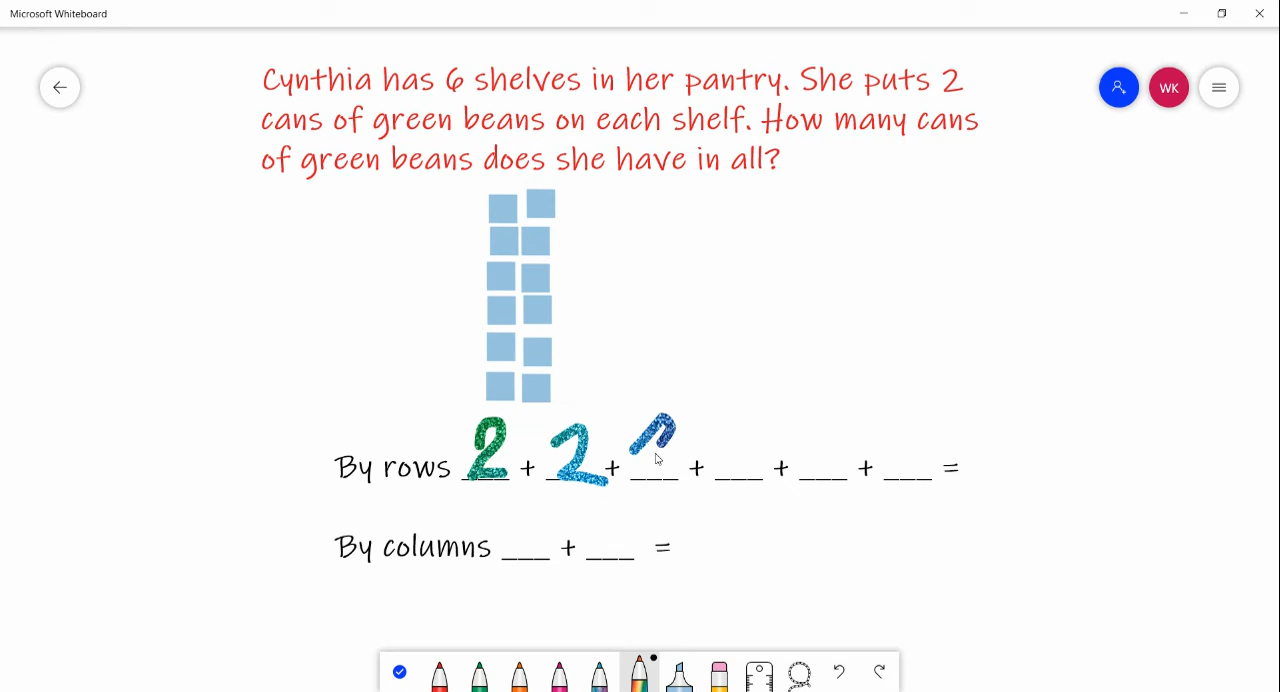 Microsoft Whiteboard
WK
Cynthia has 6 shelves in her pantry. She puts 2
cans of green beans on each shelf. How many cans
of green beans does she have in all?
By rows 2 + 2 + ___ + ___ + ___ + ___ =
By columns ___ + ___ =